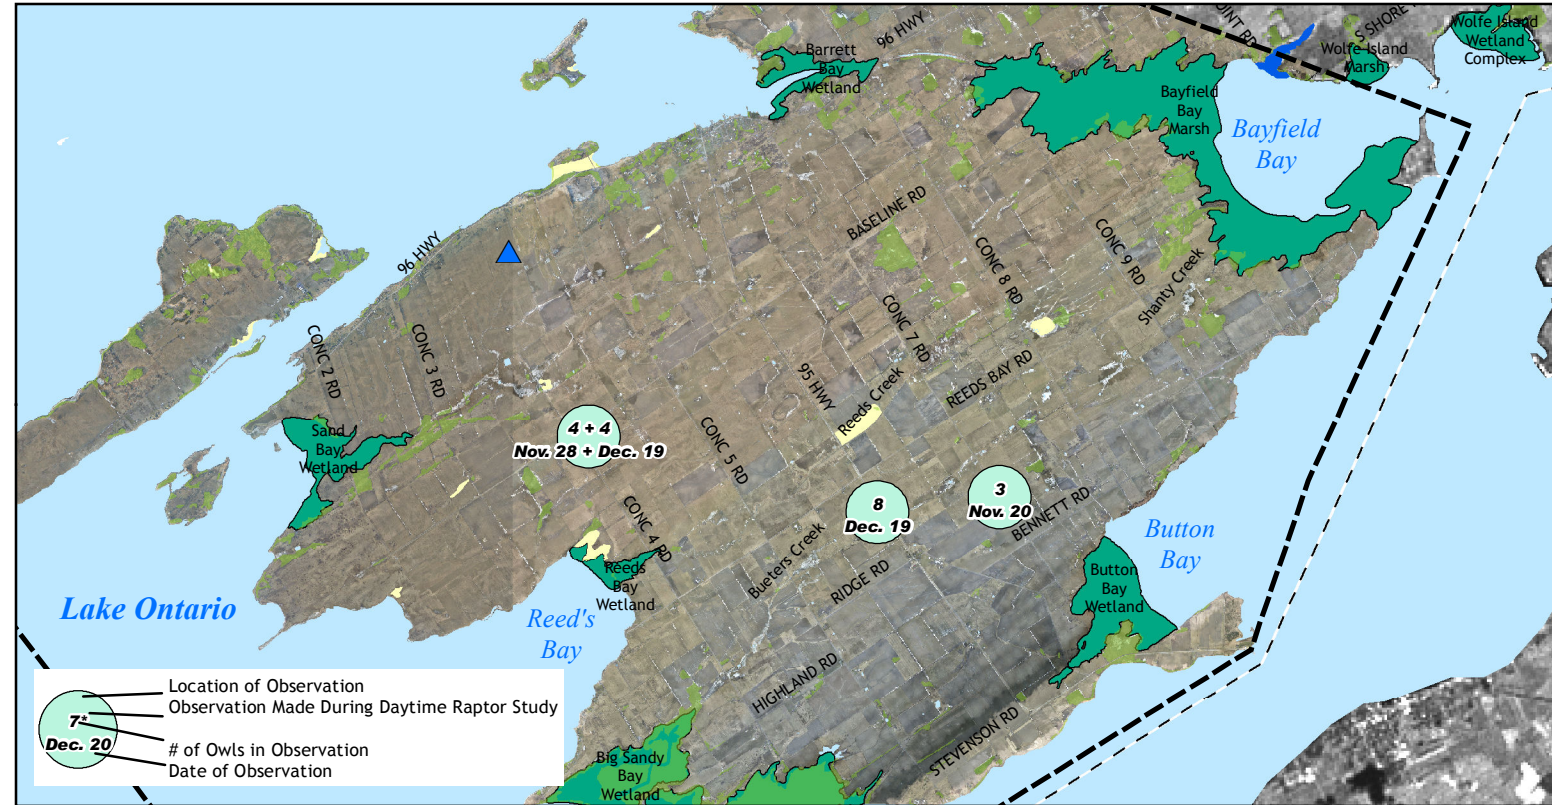 96 HWY
OINT RD
S SHORE
Wolfe Island
Wetland
Complex
Wolfe Island
Marsh
Barrett
Bay
Wetland
Bayfield
Bay
Marsh
Bayfield
Bay
BASELINE RD
96 HWY
CONC 8 RD
CONC 9 RD
Shanty Creek
CONC 2 RD
CONC 3 RD
CONC 7 RD
REEDS BAY RD
95 HWY
Reeds Creek
Sand
Bay
Wetland
4 + 4
Nov. 28 + Dec. 19
CONC 5 RD
8
Dec. 19
3
Nov. 20
BENNETT RD
CONC 4 RD
Bueters Creek
RIDGE RD
Button
Bay
Reeds
Bay
Wetland
Button
Bay
Wetland
Lake Ontario
Reed's
Bay
HIGHLAND RD
STEVENSON RD
Big Sandy
Bay
Wetland
7*
Dec. 20
Location of Observation
Observation Made During Daytime Raptor Study
# of Owls in Observation
Date of Observation